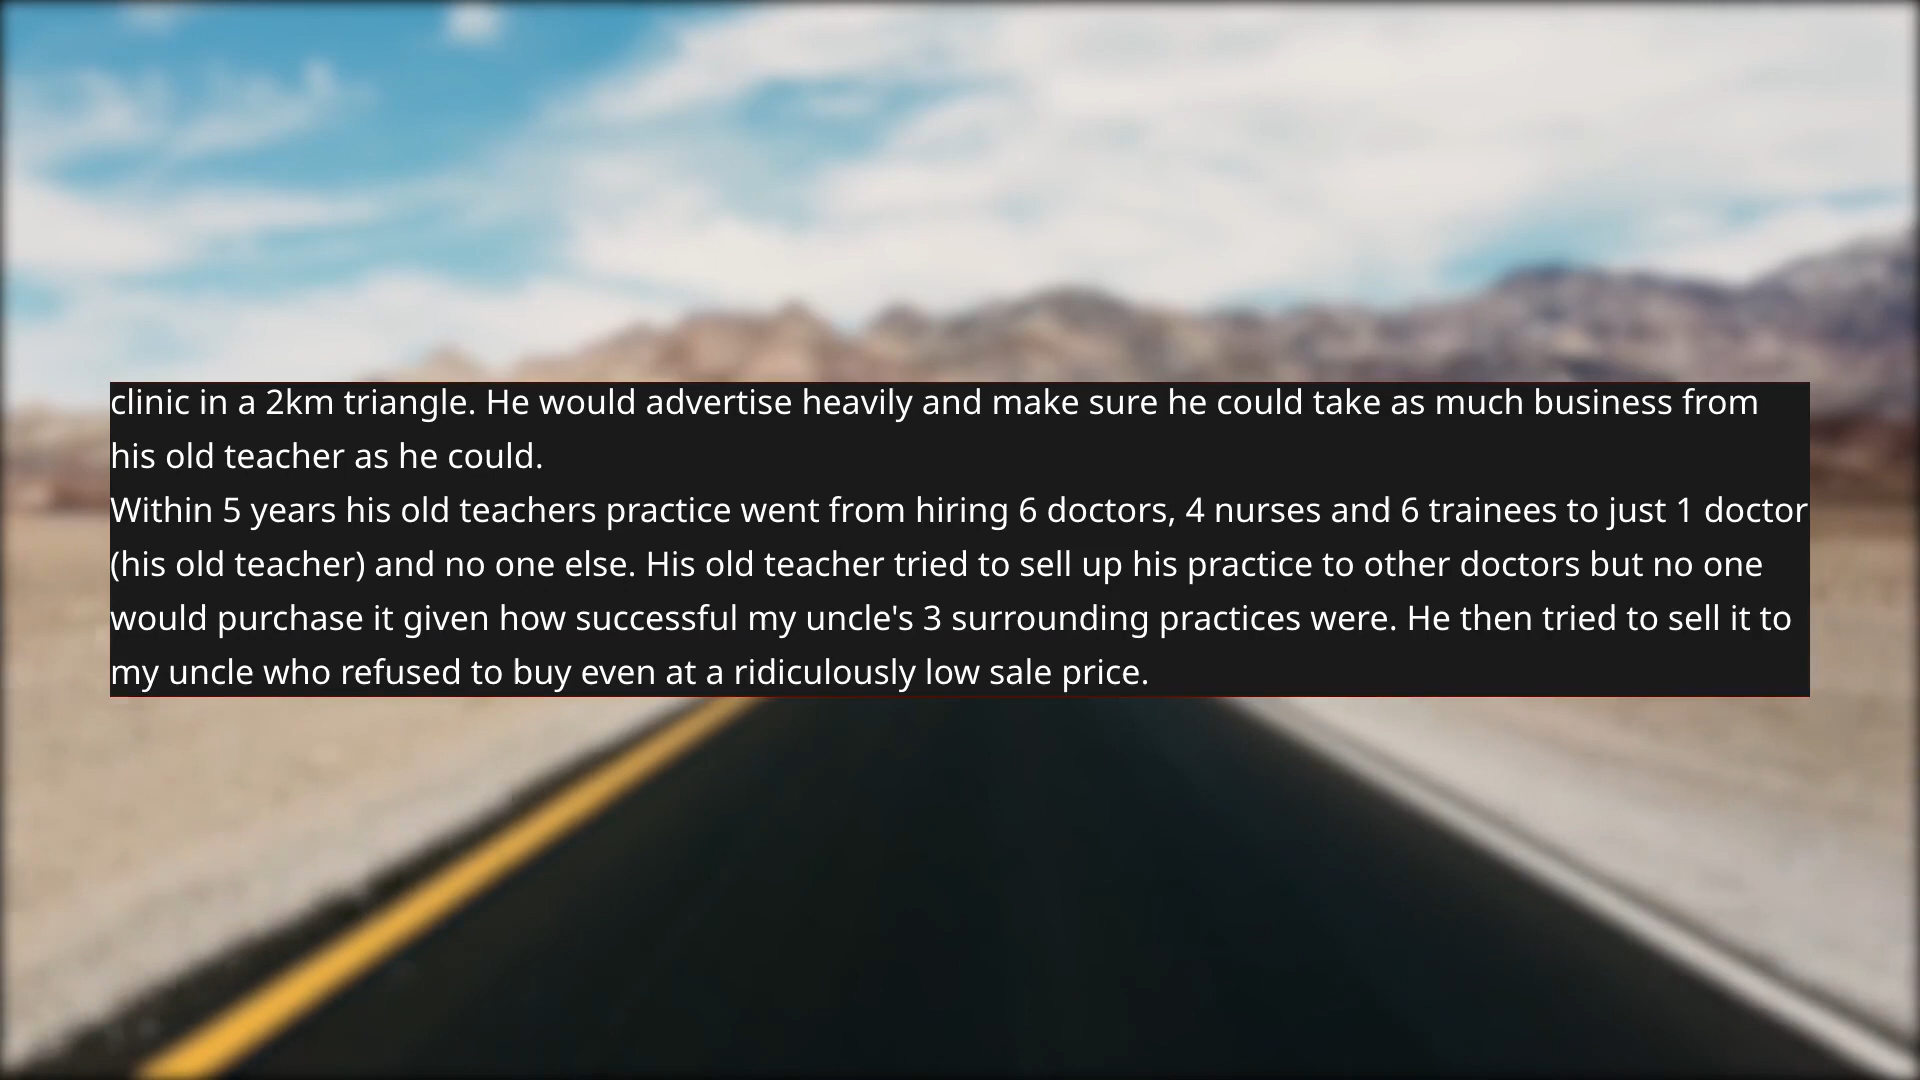 clinic in a 2km triangle. He would advertise heavily and make sure he could take as much business from
his old teacher as he could.
Within 5 years his old teachers practice went from hiring 6 doctors, 4 nurses and 6 trainees to just 1 doctor
(his old teacher) and no one else. His old teacher tried to sell up his practice to other doctors but no one
would purchase it given how successful my uncle's 3 surrounding practices were. He then tried to sell it to
my uncle who refused to buy even at a ridiculously low sale price.